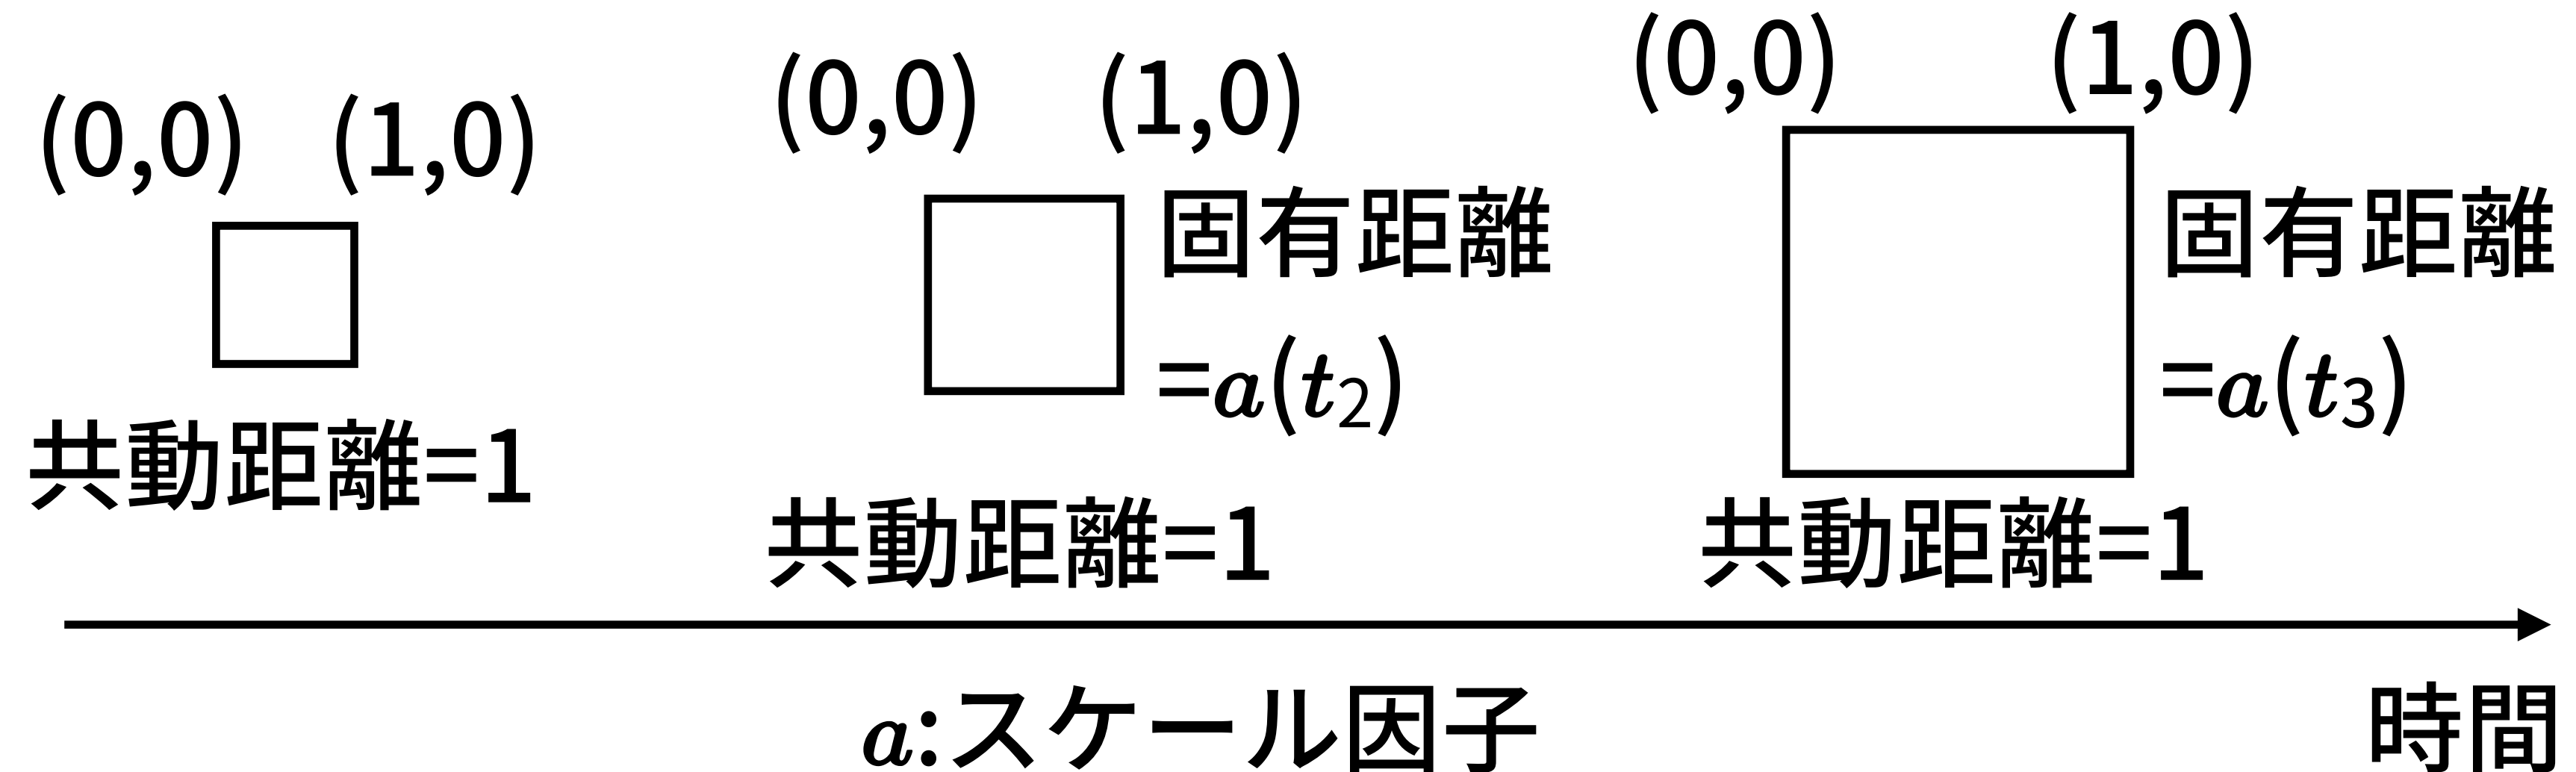 (0,0) (1,0)
共動距離=1
(0,0) (1,0)
固有距離
=a(t₂)
共動距離=1
(0,0) (1,0)
固有距離
=a(t₃)
共動距離=1
a:スケール因子
時間